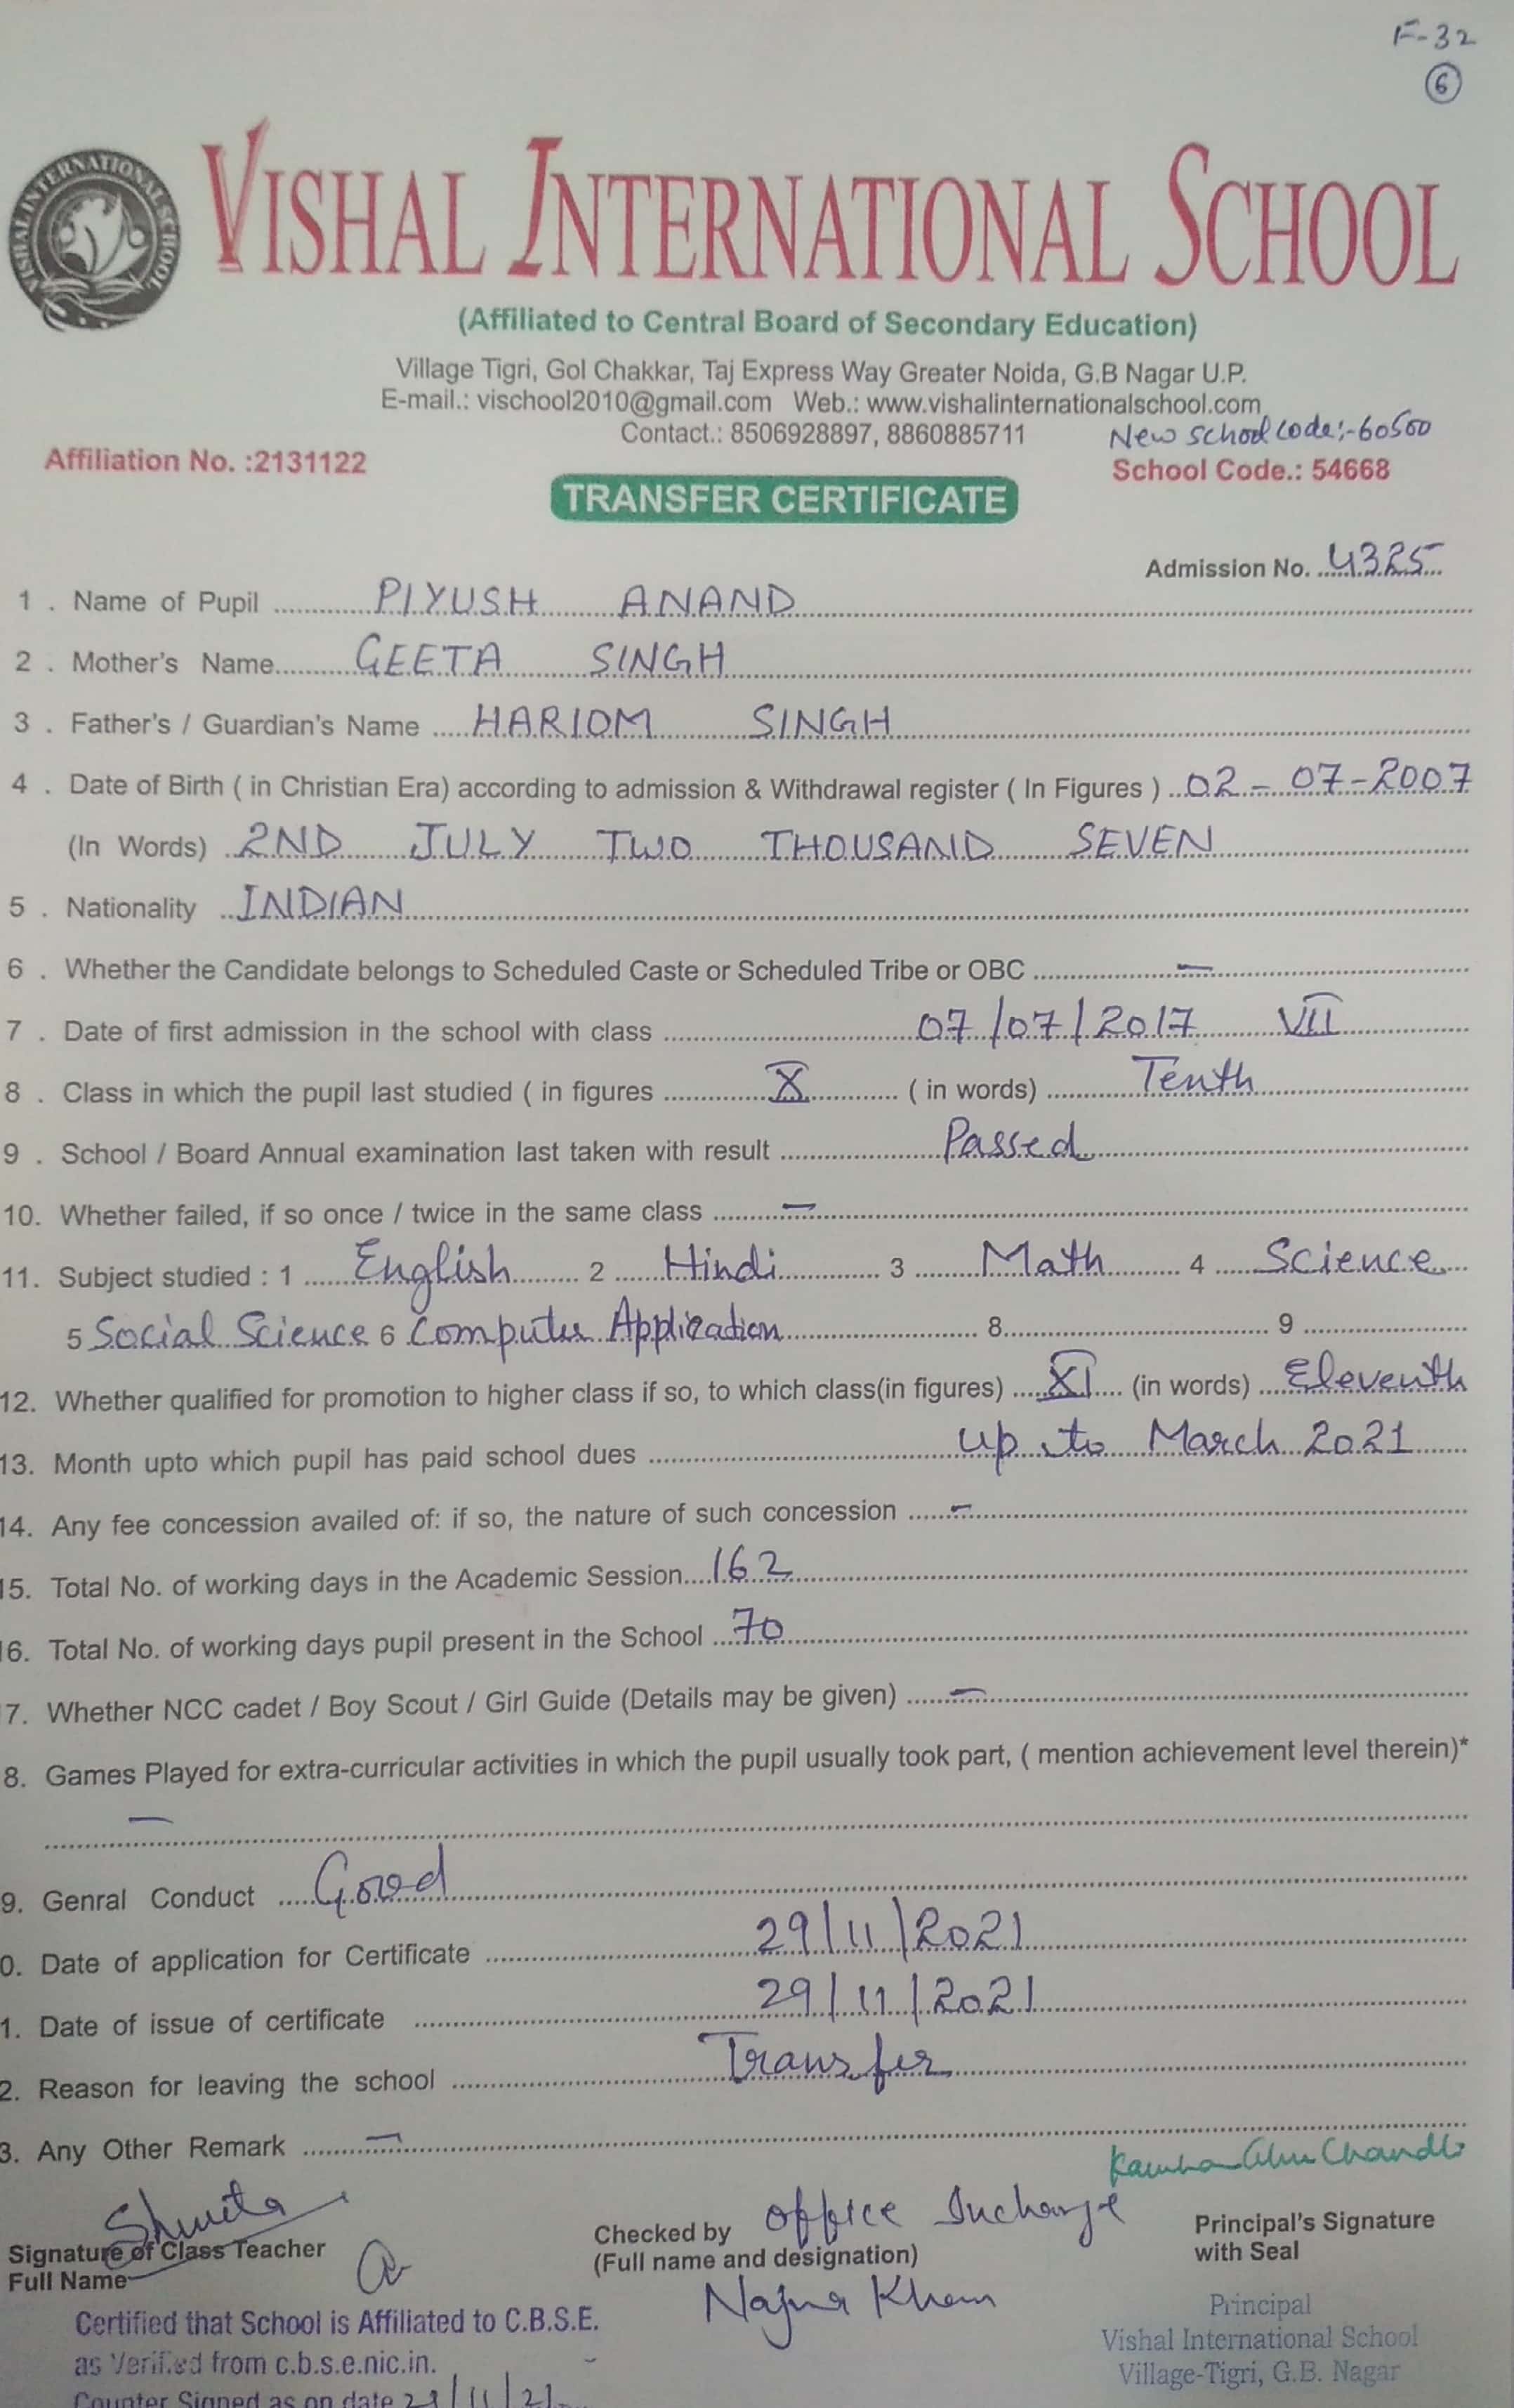 F-32
6
VISHAL INTERNATIONAL SCHOOL
VISHAL INTERNATIONAL SCHOOL
(Affiliated to Central Board of Secondary Education)
Village Tigri, Gol Chakkar, Taj Express Way Greater Noida, G.B Nagar U.P.
E-mail.: vischool2010@gmail.com Web.: www.vishalinternationalschool.com
Contact.: 8506928897, 8860885711 New school code:-60500
Affiliation No. :2131122 School Code.: 54668
TRANSFER CERTIFICATE
Admission No. 4325
1 . Name of Pupil PIYUSH ANAND
2 . Mother's Name GEETA SINGH
3 . Father's / Guardian's Name HARIOM SINGH
4 . Date of Birth ( in Christian Era) according to admission & Withdrawal register ( In Figures ) 02-07-2007
(In Words) 2ND JULY TWO THOUSAND SEVEN
5 . Nationality INDIAN
6 . Whether the Candidate belongs to Scheduled Caste or Scheduled Tribe or OBC —
7 . Date of first admission in the school with class 07/07/2017 VII
8 . Class in which the pupil last studied ( in figures X ( in words) Tenth
9 . School / Board Annual examination last taken with result Passed
10. Whether failed, if so once / twice in the same class —
11. Subject studied : 1 English 2 Hindi 3 Math 4 Science
5 Social Science 6 Computer Application 8 9
12. Whether qualified for promotion to higher class if so, to which class(in figures) XI (in words) Eleventh
13. Month upto which pupil has paid school dues up to March 2021
14. Any fee concession availed of: if so, the nature of such concession -
15. Total No. of working days in the Academic Session 162
16. Total No. of working days pupil present in the School 70
7. Whether NCC cadet / Boy Scout / Girl Guide (Details may be given) —
8. Games Played for extra-curricular activities in which the pupil usually took part, ( mention achievement level therein)*
—
9. Genral Conduct Good
0. Date of application for Certificate 29/11/2021
1. Date of issue of certificate 29/11/2021
2. Reason for leaving the school Transfer
3. Any Other Remark —
Shweta
Signature of Class Teacher
Full Name
Checked by Office Incharge
(Full name and designation)
Najma Khan
Principal's Signature
with Seal
Certified that School is Affiliated to C.B.S.E.
as Verified from c.b.s.e.nic.in.
Counter Signed as on date 29/11/21
Principal
Vishal International School
Village-Tigri, G.B. Nagar